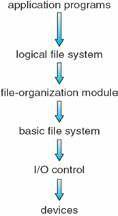 application programs
logical file system
file-organization module
basic file system
I/O control
devices